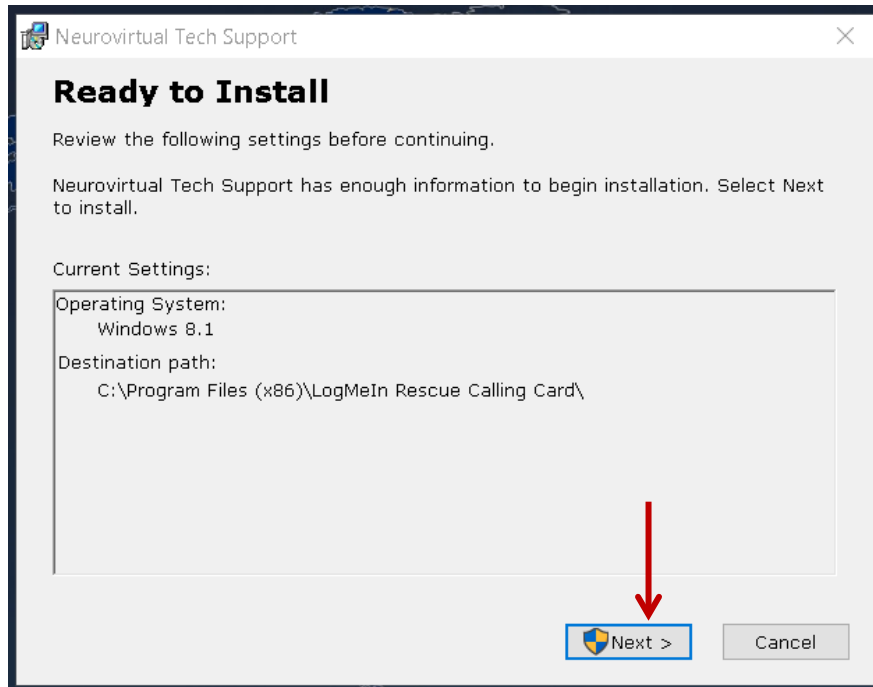 Neurovirtual Tech Support
Ready to Install
Review the following settings before continuing.
Neurovirtual Tech Support has enough information to begin installation. Select Next
to install.
Current Settings:
Operating System:
Windows 8.1
Destination path:
C:\Program Files (x86)\LogMeIn Rescue Calling Card\
Next >
Cancel